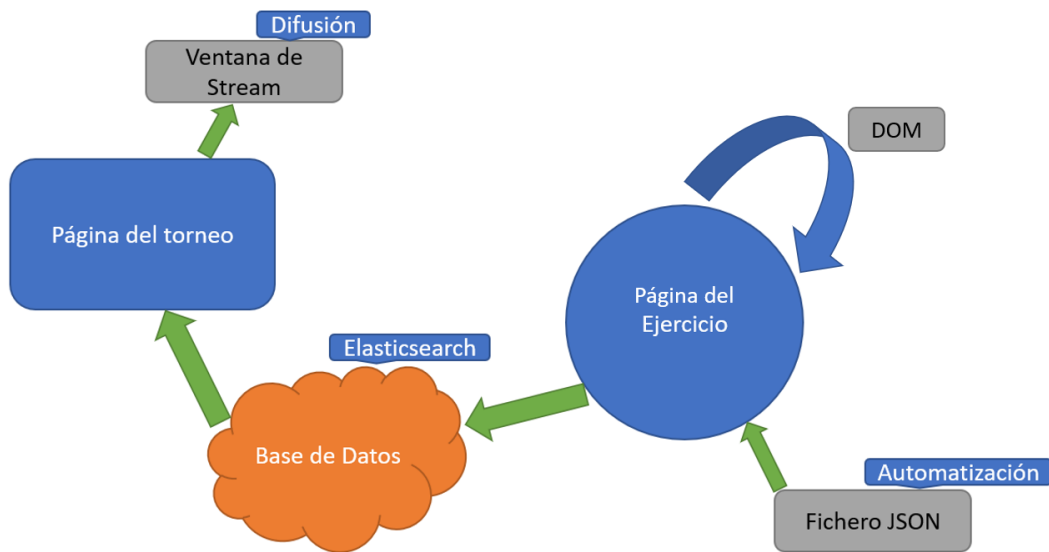 Difusión
Ventana de
Stream
DOM
Página del torneo
Página del
Ejercicio
Elasticsearch
Base de Datos
Automatización
Fichero JSON